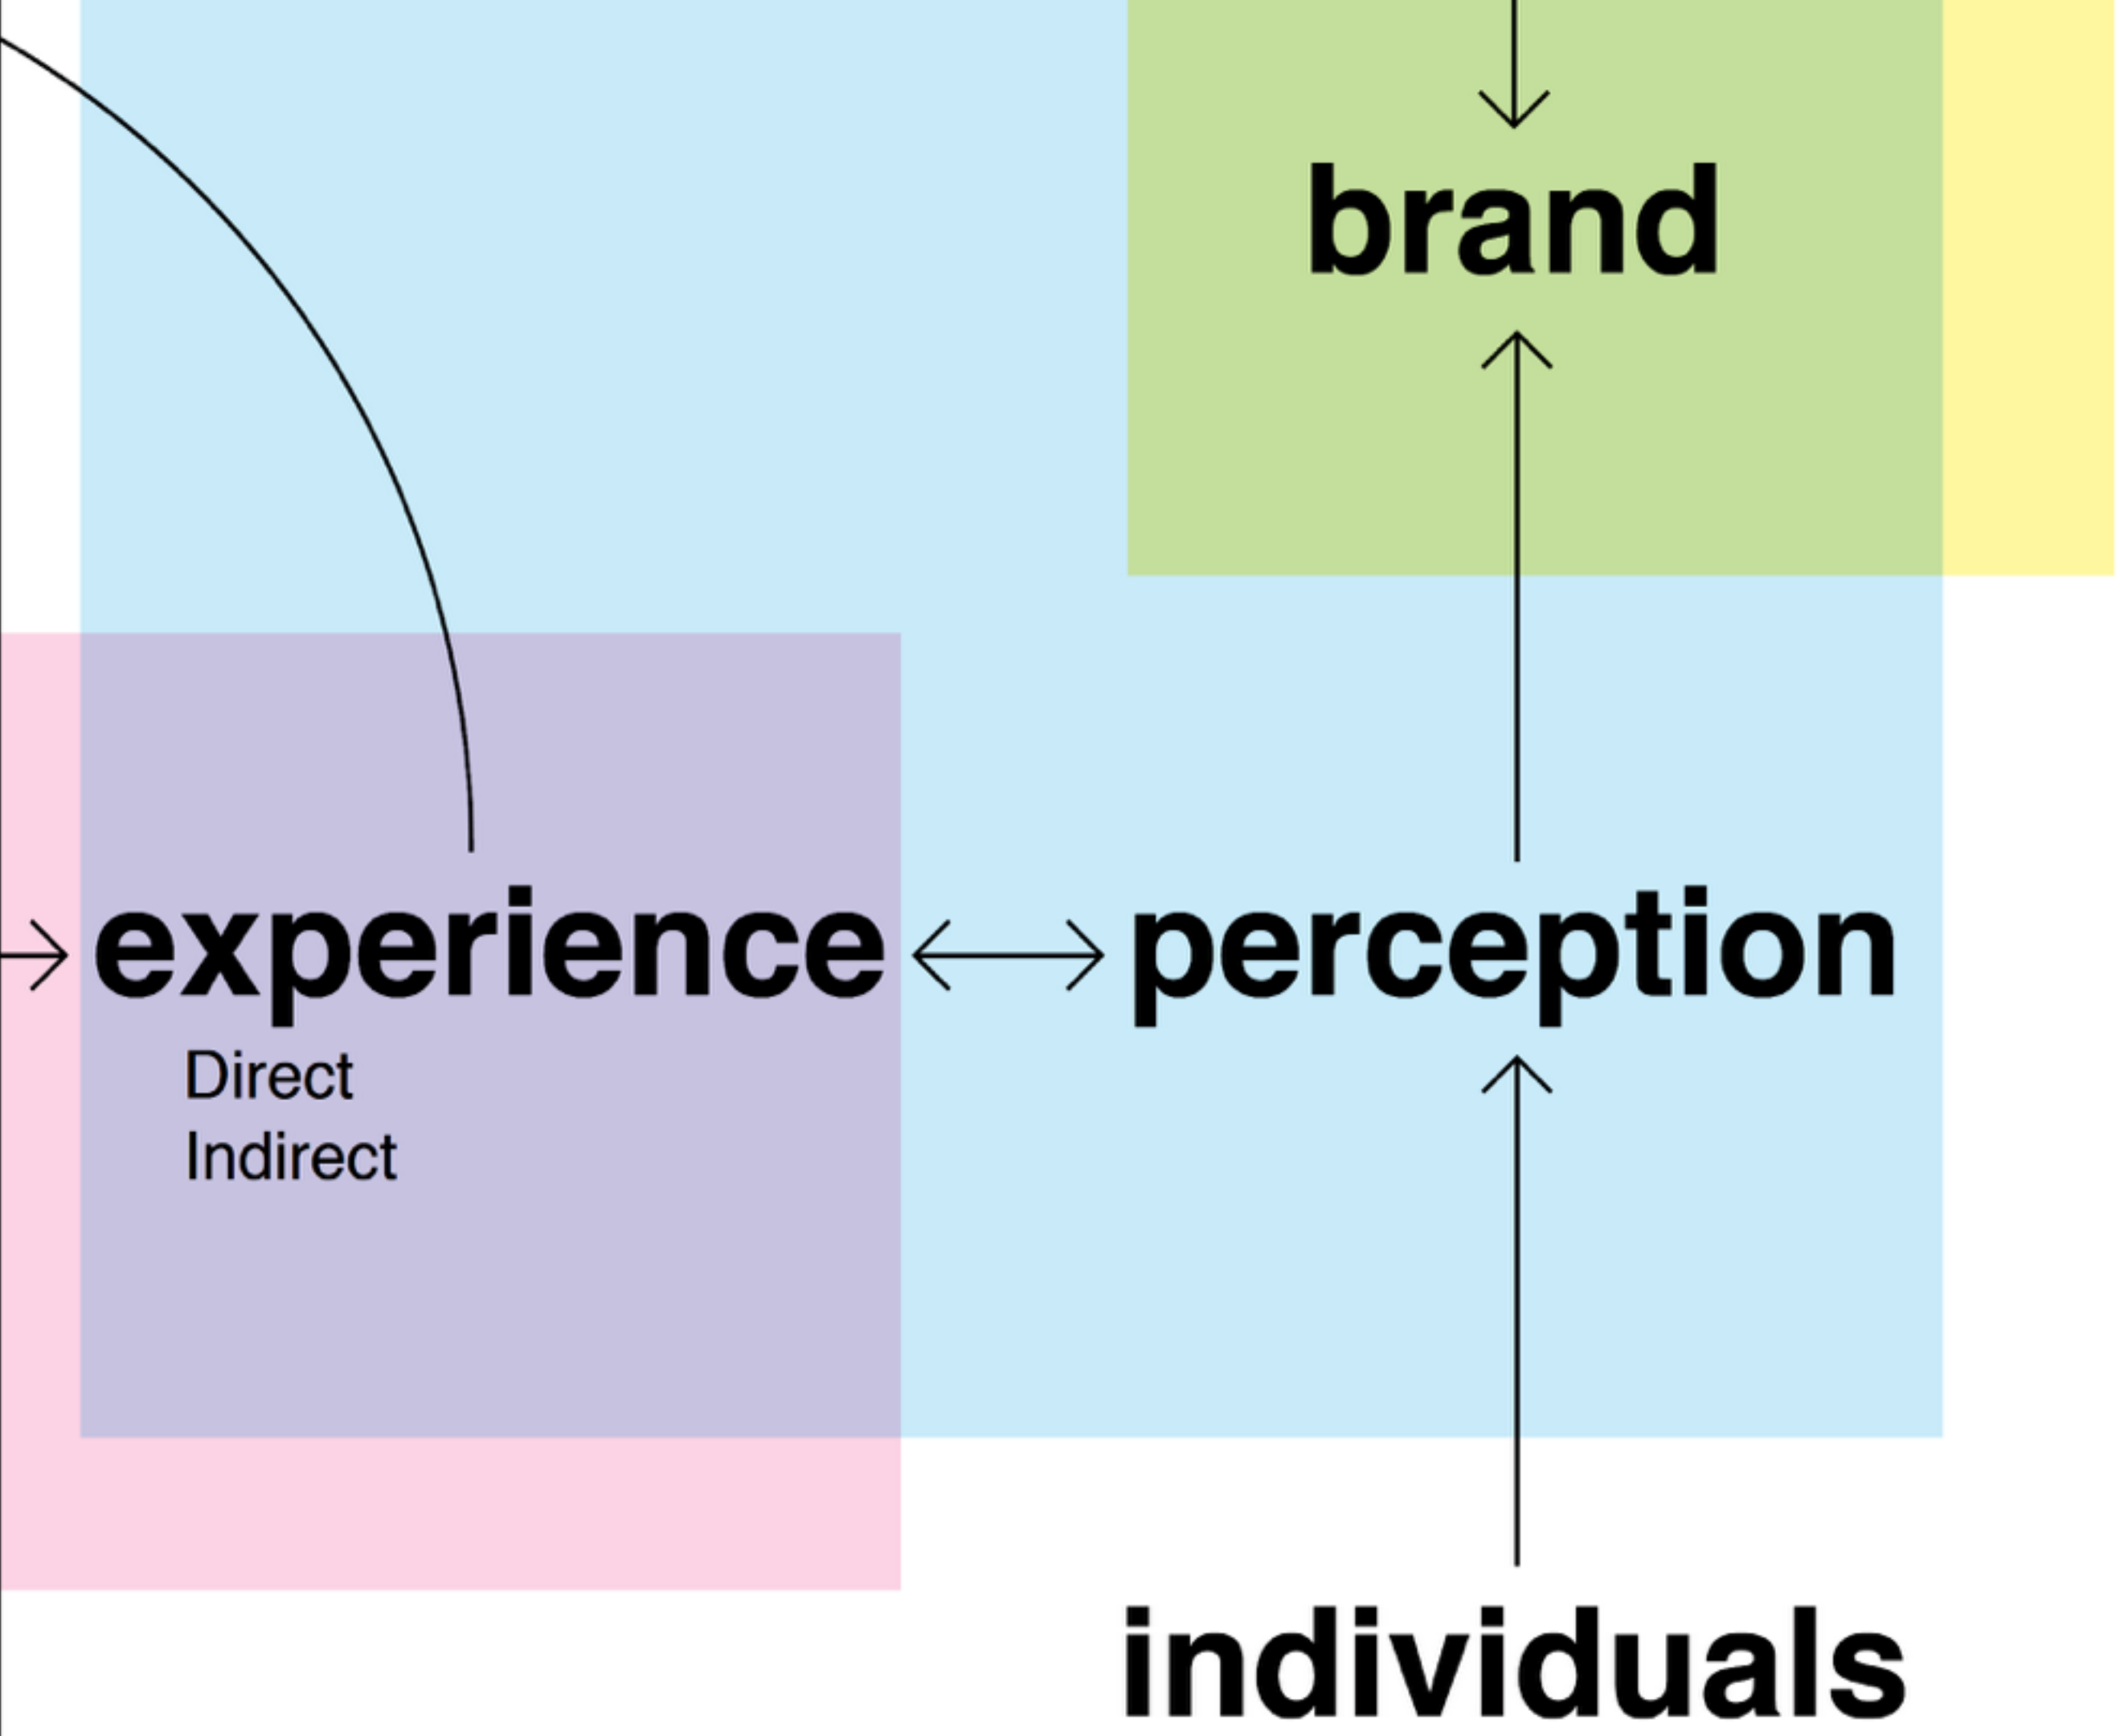 brand
experience
perception
Direct
Indirect
individuals